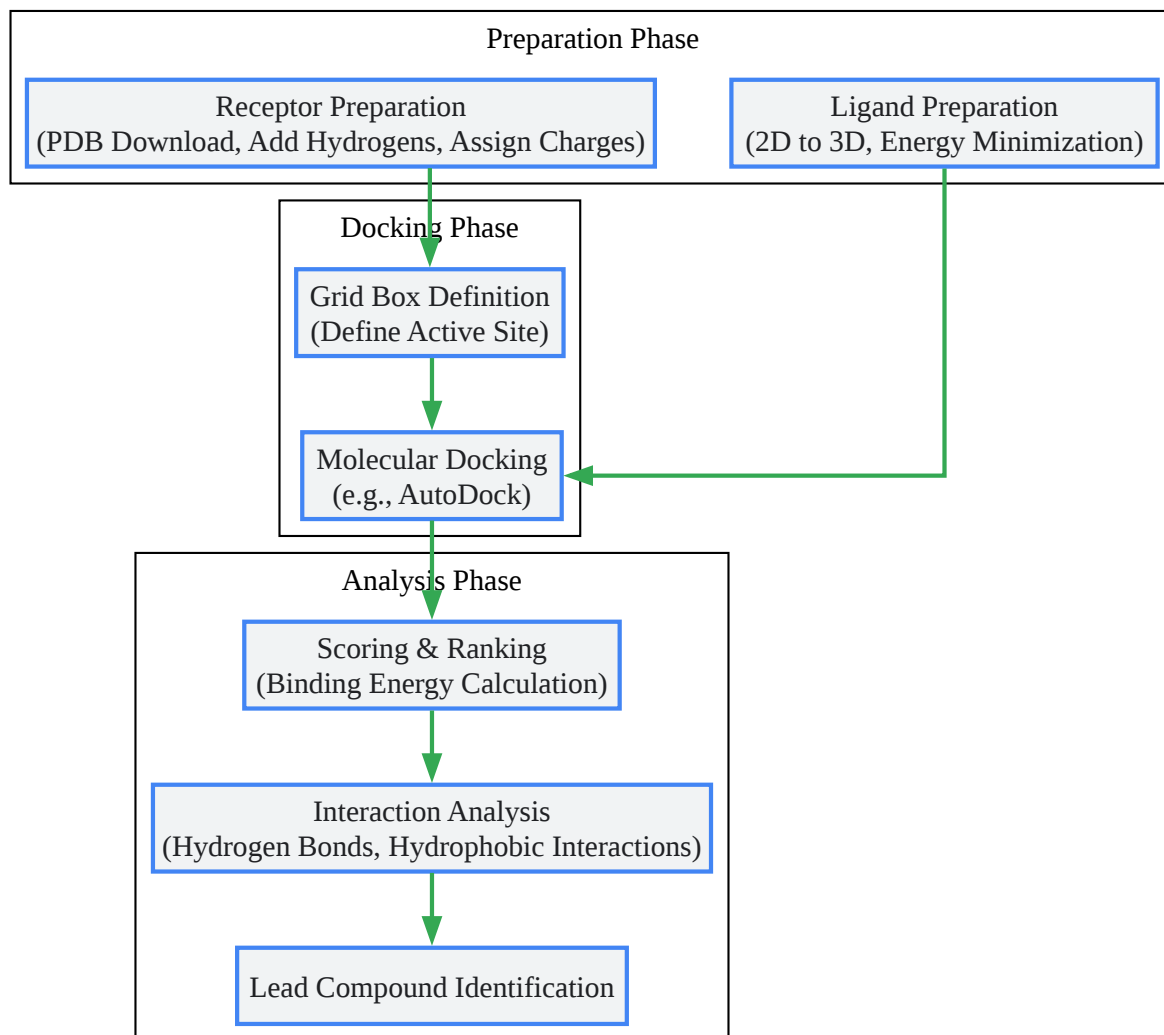 Preparation Phase
Receptor Preparation
(PDB Download, Add Hydrogens, Assign Charges)
Ligand Preparation
(2D to 3D, Energy Minimization)
Docking Phase
Grid Box Definition
(Define Active Site)
Molecular Docking
(e.g., AutoDock)
Analysis Phase
Scoring & Ranking
(Binding Energy Calculation)
Interaction Analysis
(Hydrogen Bonds, Hydrophobic Interactions)
Lead Compound Identification